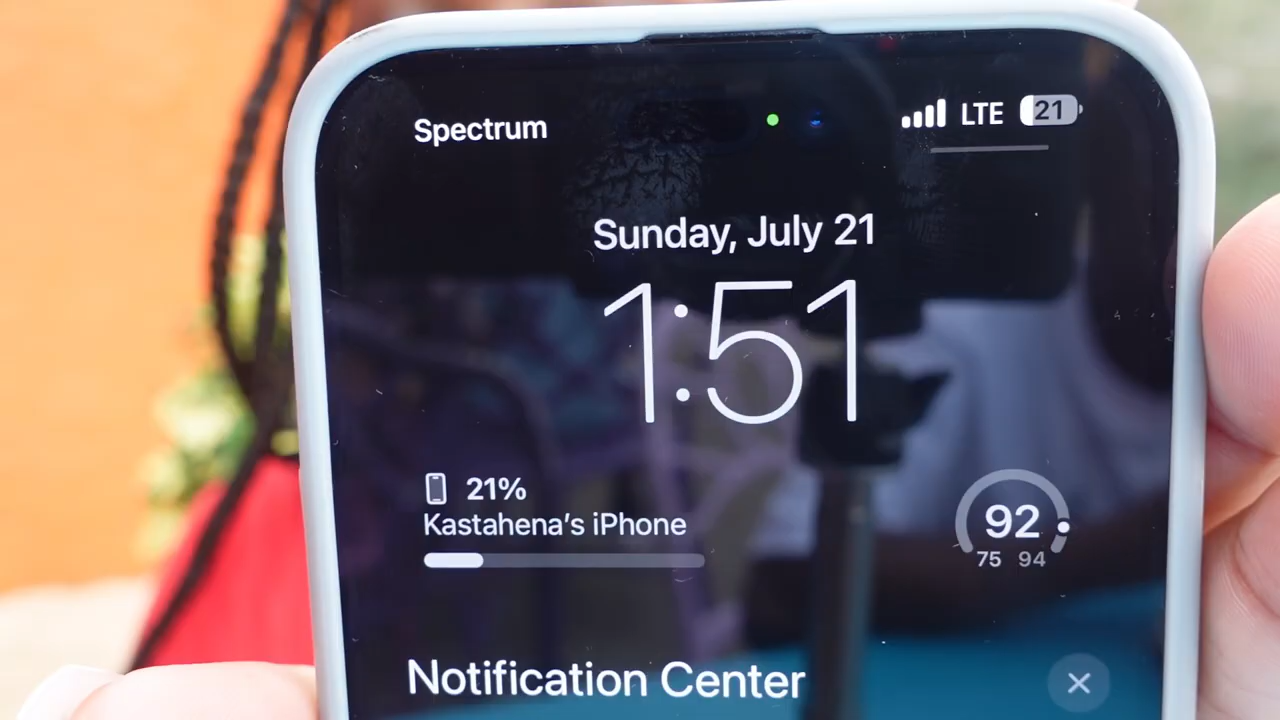 Spectrum
LTE 21
Sunday, July 21
1:51
21%
Kastahena's iPhone
92
75 94
Notification Center